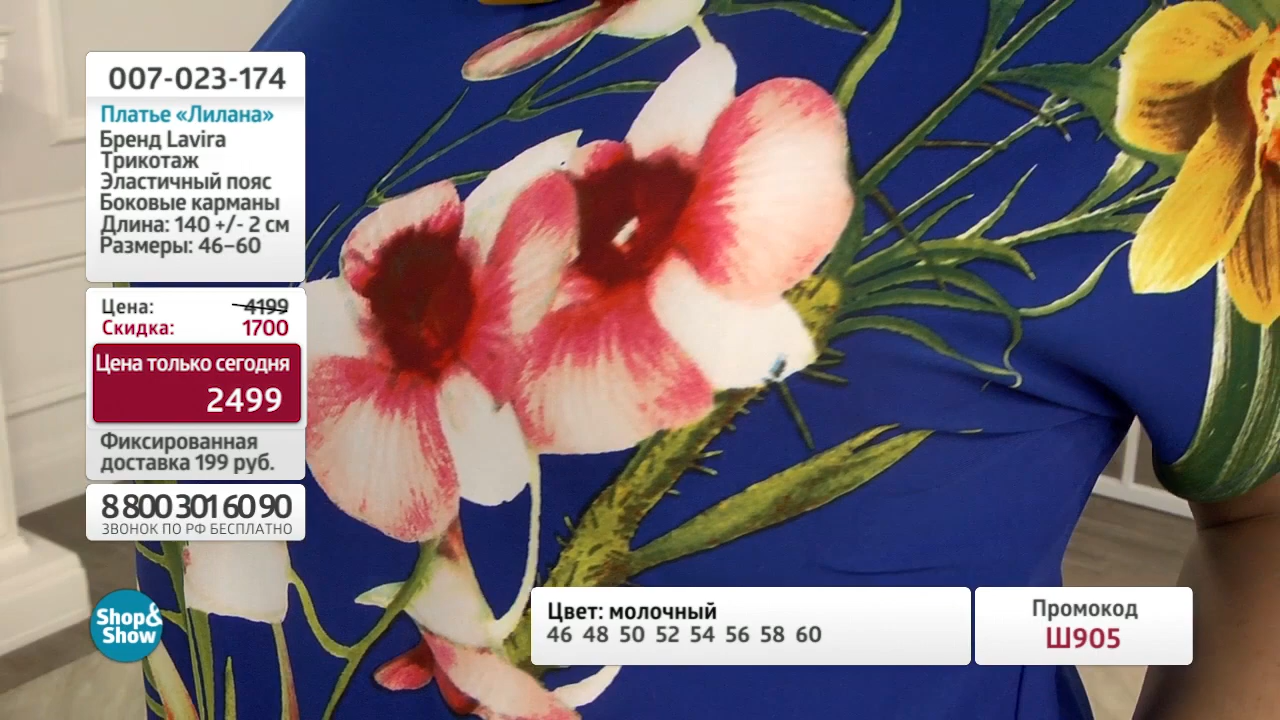 007-023-174
Платье «Лилана»
Бренд Lavira
Трикотаж
Эластичный пояс
Боковые карманы
Длина: 140 +/- 2 см
Размеры: 46–60
Цена: 4199
Скидка: 1700
Цена только сегодня
2499
Фиксированная
доставка 199 руб.
8 800 301 60 90
ЗВОНОК ПО РФ БЕСПЛАТНО
Shop&
Show
Цвет: молочный
46 48 50 52 54 56 58 60
Промокод
Ш905